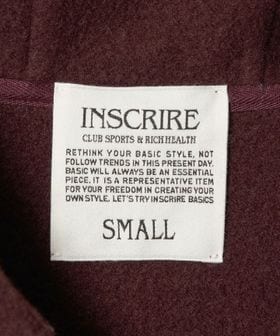 INSCRIRE
CLUB SPORTS & RICH HEALTH
RETHINK YOUR BASIC STYLE, NOT
FOLLOW TRENDS IN THIS PRESENT DAY.
BASIC WILL ALWAYS BE AN ESSENTIAL
PIECE. IT IS A REPRESENTATIVE ITEM
FOR YOUR FREEDOM IN CREATING YOUR
OWN STYLE. LET'S TRY INSCRIRE BASICS
SMALL